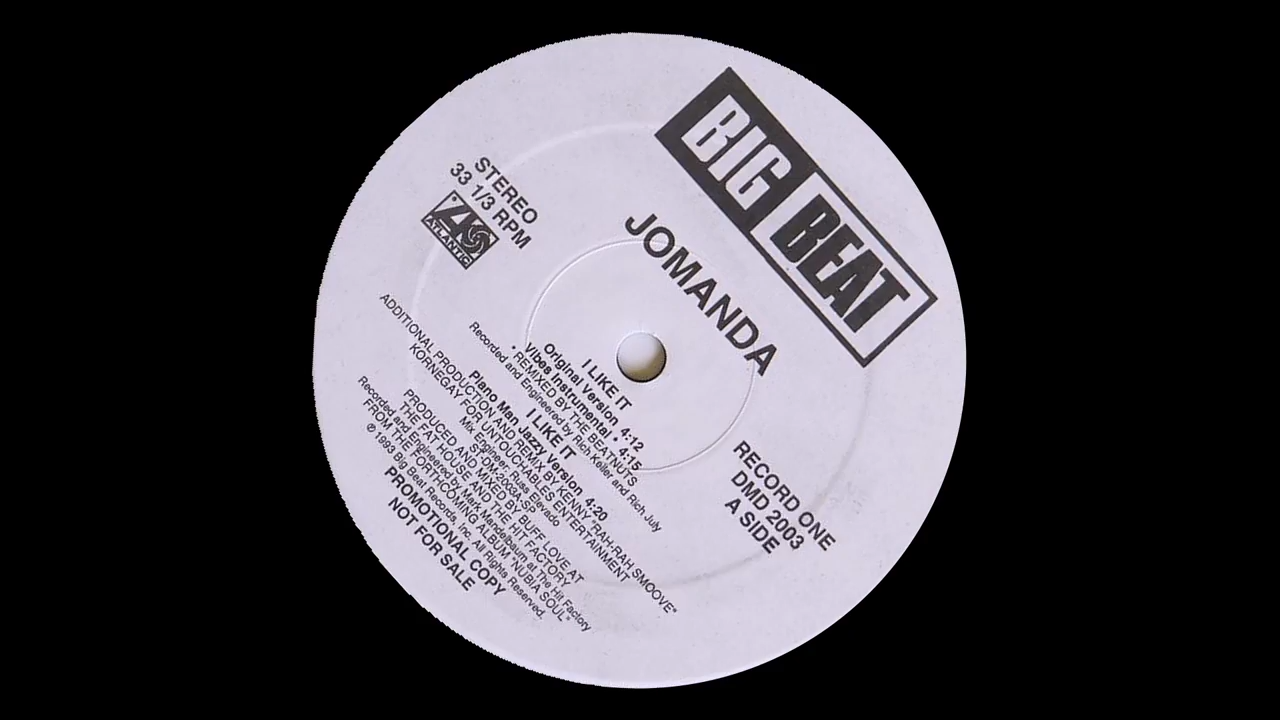 BIG BEAT
JOMANDA
STEREO
33 1/3 RPM
ATLANTIC
RECORD ONE
DMD 2003
A SIDE
I LIKE IT
Original Version 4:12
Vibes Instrumental * 4:15
* REMIXED BY THE BEATNUTS
Recorded and Engineered by Rich Keller and Rich July
I LIKE IT
Piano Man Jazzy Version 4:20
ADDITIONAL PRODUCTION AND REMIX BY KENNY "RAH-RAH SMOOVE"
KORNEGAY FOR UNTOUCHABLES ENTERTAINMENT
Mix Engineer: Russ Elevado
ST-DM-X2003A-SP
PRODUCED AND MIXED BY BUFF LOVE AT
THE FAT HOUSE AND THE HIT FACTORY
Recorded and Engineered by Mark Mandelbaum at The Hit Factory
FROM THE FORTHCOMING ALBUM "NUBIA SOUL"
℗ 1993 Big Beat Records, Inc. All Rights Reserved.
PROMOTIONAL COPY
NOT FOR SALE